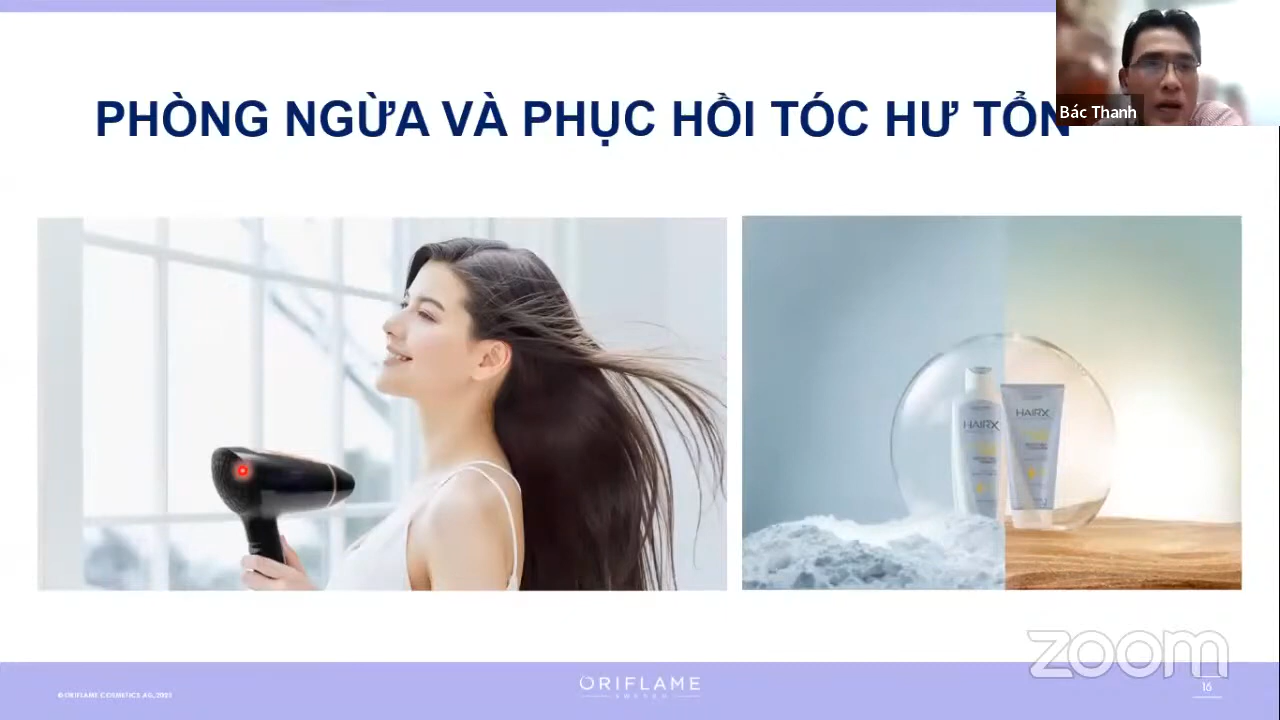 PHÒNG NGỪA VÀ PHỤC HỒI TÓC HƯ TỔN
Bác Thanh
HAIRX
HAIRX
zoom
©ORIFLAME COSMETICS AG, 2021
ORIFLAME
SWEDEN
16